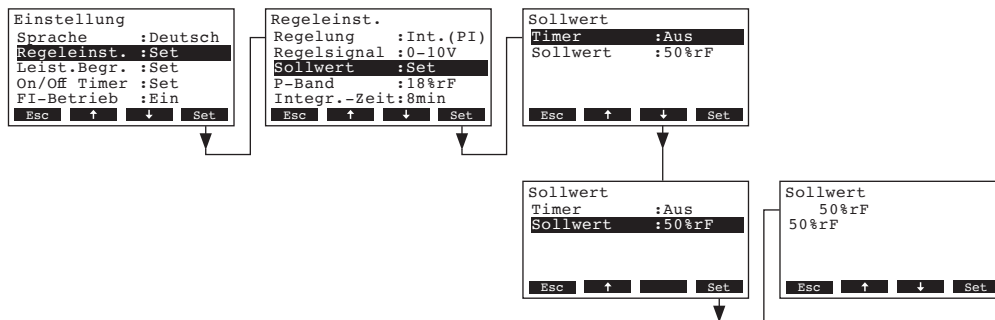 Einstellung
Sprache :Deutsch
Regeleinst. :Set
Leist.Begr. :Set
On/Off Timer :Set
FI-Betrieb :Ein
Esc ↑ ↓ Set
Regeleinst.
Regelung :Int.(PI)
Regelsignal :0-10V
Sollwert :Set
P-Band :18%rF
Integr.-Zeit:8min
Esc ↑ ↓ Set
Sollwert
Timer :Aus
Sollwert :50%rF
Esc ↑ ↓ Set
Sollwert
Timer :Aus
Sollwert :50%rF
Esc ↑ Set
Sollwert
50%rF
50%rF
Esc ↑ ↓ Set